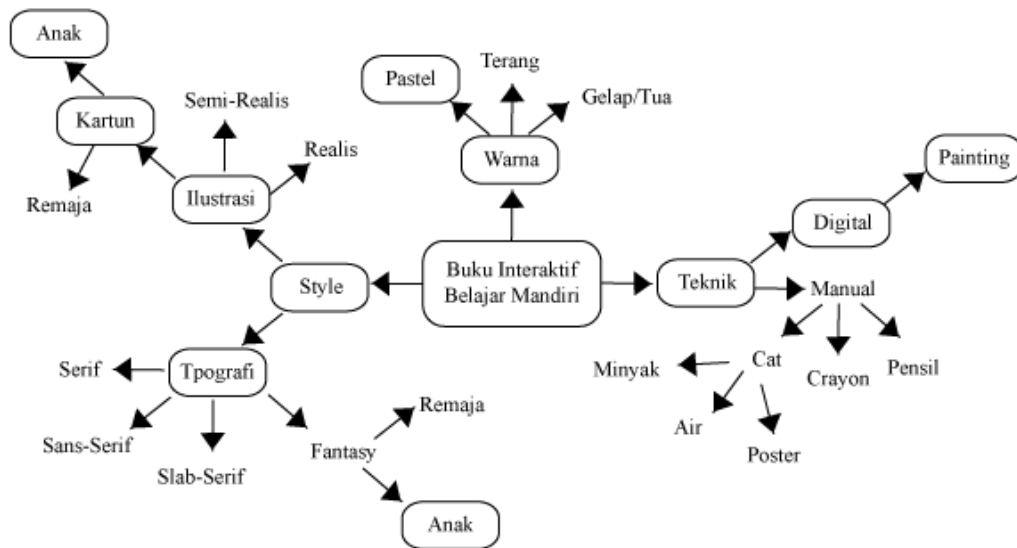 Anak
Terang
Pastel
Semi-Realis
Gelap/Tua
Kartun
Realis
Warna
Painting
Remaja
Ilustrasi
Digital
Buku Interaktif
Belajar Mandiri
Style
Teknik
Manual
Serif
Tpografi
Minyak
Cat
Crayon
Pensil
Remaja
Air
Sans-Serif
Fantasy
Poster
Slab-Serif
Anak